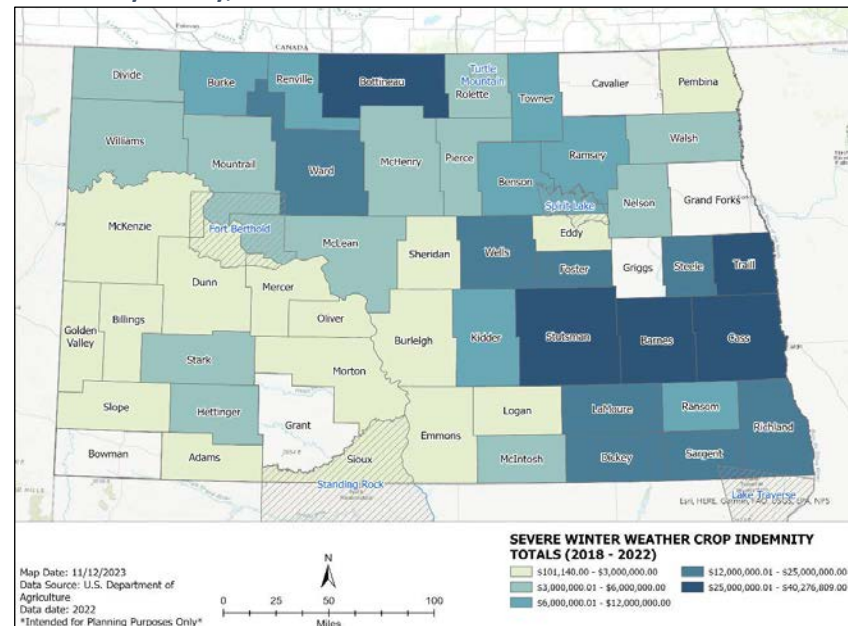 CANADA
Divide
Burke
Renville
Bottineau
Turtle
Mountain
Rolette
Towner
Cavalier
Pembina
Williams
Mountrail
Ward
McHenry
Pierce
Ramsey
Walsh
Benson
Spirit Lake
Nelson
Grand Forks
McKenzie
Fort Berthold
McLean
Sheridan
Wells
Eddy
Foster
Griggs
Steele
Traill
Dunn
Mercer
Oliver
Golden
Valley
Billings
Burleigh
Kidder
Stutsman
Barnes
Cass
Stark
Morton
Slope
Hettinger
Grant
Logan
LaMoure
Ransom
Richland
Emmons
Bowman
Adams
Sioux
McIntosh
Dickey
Sargent
Standing Rock
Lake Traverse
Esri, HERE, Garmin, FAO, USGS, EPA, NPS
SEVERE WINTER WEATHER CROP INDEMNITY
TOTALS (2018 - 2022)
$101,140.00 - $3,000,000.00
$12,000,000.01 - $25,000,000.00
$3,000,000.01 - $6,000,000.00
$25,000,000.01 - $40,276,809.00
$6,000,000.01 - $12,000,000.00
Map Date: 11/12/2023
Data Source: U.S. Department of
Agriculture
Data date: 2022
*Intended for Planning Purposes Only*
N
0 25 50 100
Miles